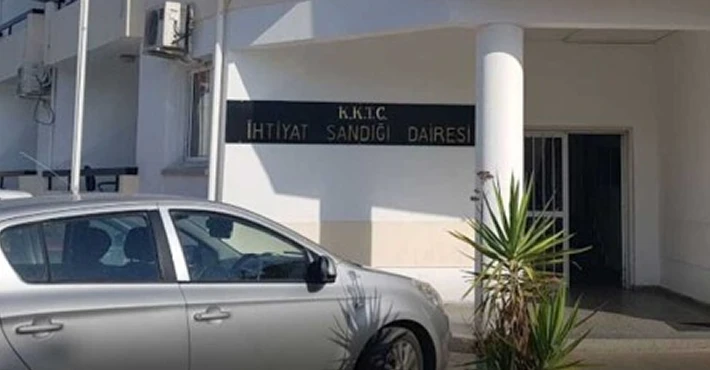 K.K.T.C.
İHTİYAT SANDIĞI DAİRESİ